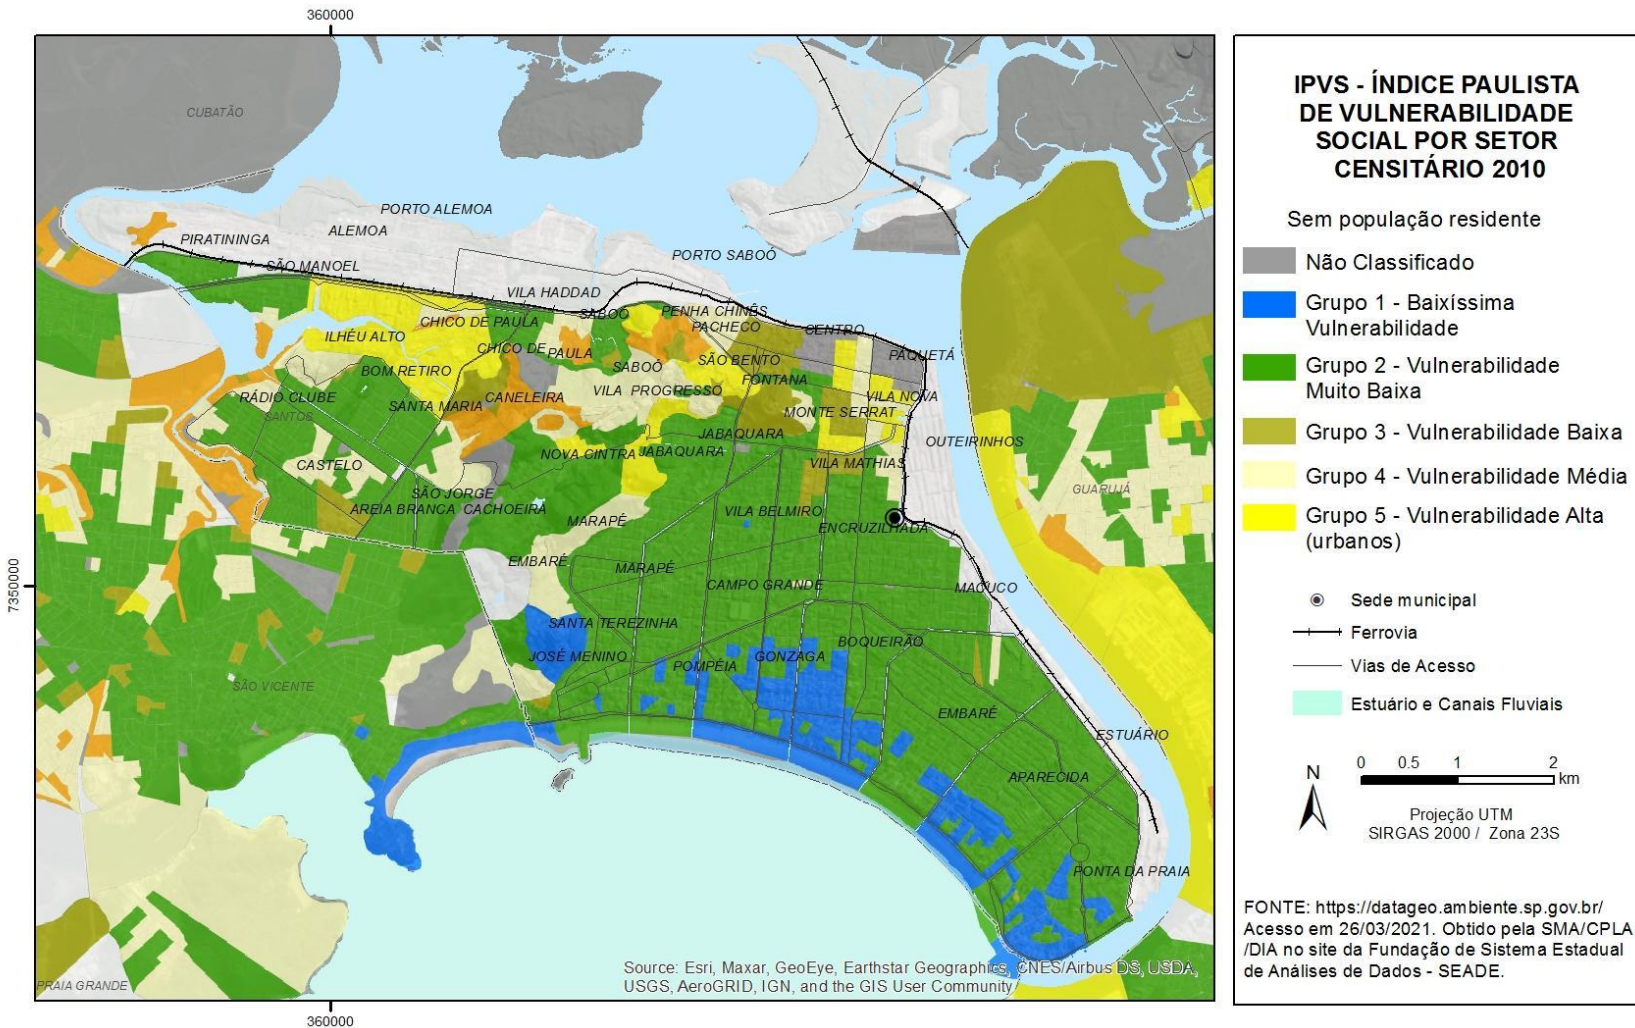 360000
CUBATÃO
PORTO ALEMOA
ALEMOA
PIRATININGA
PORTO SABOÓ
SÃO MANOEL
VILA HADDAD
SABOÓ
PENHA CHINÊS
CHICO DE PAULA
PACHECO
CENTRO
ILHÉU ALTO
CHICO DE PAULA
PAQUETÁ
SÃO BENTO
SABOÓ
BOM RETIRO
FONTANA
RÁDIO CLUBE
CANELEIRA
VILA PROGRESSO
VILA NOVA
SANTA MARIA
MONTE SERRAT
SANTOS
JABAQUARA
OUTEIRINHOS
NOVA CINTRA
JABAQUARA
CASTELO
VILA MATHIAS
SÃO JORGE
GUARUJÁ
AREIA BRANCA
CACHOEIRA
MARAPÉ
VILA BELMIRO
ENCRUZILHADA
EMBARÉ
MARAPÉ
CAMPO GRANDE
MACUCO
7350000
SANTA TEREZINHA
BOQUEIRÃO
JOSÉ MENINO
POMPÉIA
GONZAGA
SÃO VICENTE
EMBARÉ
ESTUÁRIO
APARECIDA
PONTA DA PRAIA
PRAIA GRANDE
Source: Esri, Maxar, GeoEye, Earthstar Geographics, CNES/Airbus DS, USDA,
USGS, AeroGRID, IGN, and the GIS User Community
360000
IPVS - ÍNDICE PAULISTA
DE VULNERABILIDADE
SOCIAL POR SETOR
CENSITÁRIO 2010
Sem população residente
Não Classificado
Grupo 1 - Baixíssima
Vulnerabilidade
Grupo 2 - Vulnerabilidade
Muito Baixa
Grupo 3 - Vulnerabilidade Baixa
Grupo 4 - Vulnerabilidade Média
Grupo 5 - Vulnerabilidade Alta
(urbanos)
Sede municipal
Ferrovia
Vias de Acesso
Estuário e Canais Fluviais
N
0 0.5 1 2
km
Projeção UTM
SIRGAS 2000 / Zona 23S
FONTE: https://datageo.ambiente.sp.gov.br/
Acesso em 26/03/2021. Obtido pela SMA/CPLA
/DIA no site da Fundação de Sistema Estadual
de Análises de Dados - SEADE.